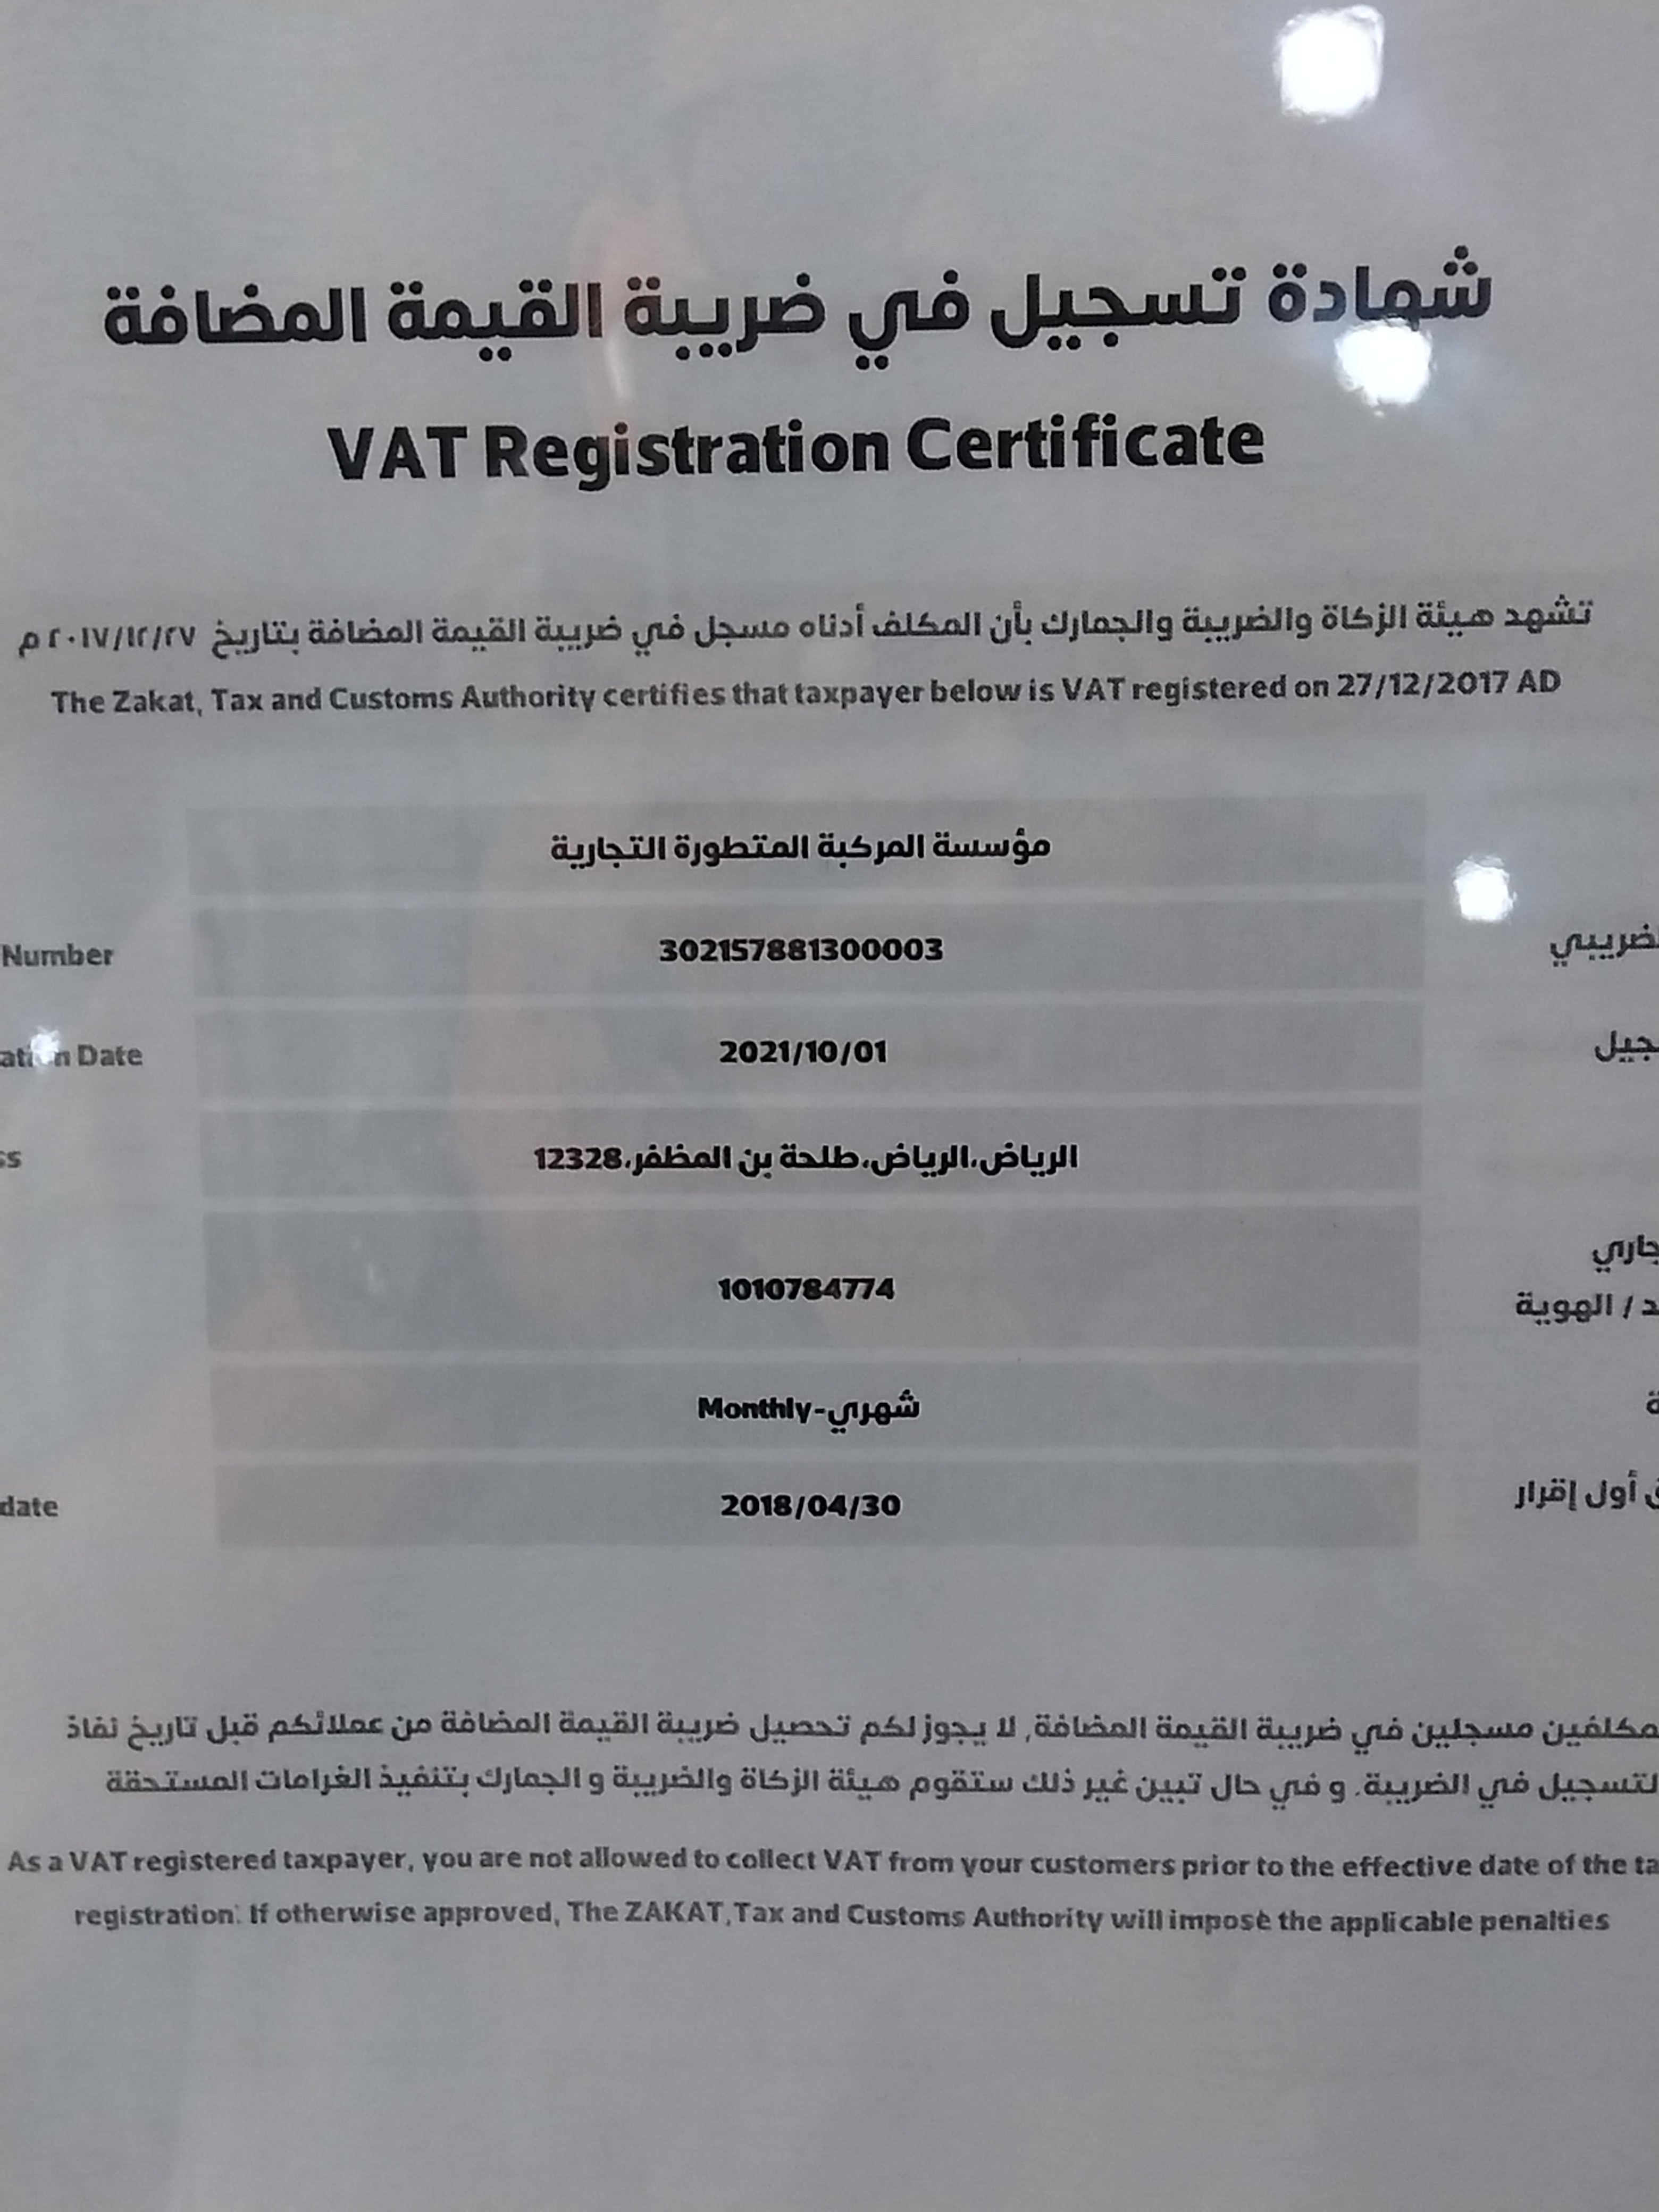 شهادة تسجيل في ضريبة القيمة المضافة
VAT Registration Certificate
تشهد هيئة الزكاة والضريبة والجمارك بأن المكلف أدناه مسجل في ضريبة القيمة المضافة بتاريخ ٢٠١٧/١٢/٢٧ م
The Zakat, Tax and Customs Authority certifies that taxpayer below is VAT registered on 27/12/2017 AD
مؤسسة المركبة المتطورة التجارية
Number 302157881300003
Date 2021/10/01
الرياض،الرياض،طلحة بن المظفر،12328
1010784774
د / الهوية
شهري-Monthly
date 2018/04/30 أول إقرار
مكلفين مسجلين في ضريبة القيمة المضافة, لا يجوز لكم تحصيل ضريبة القيمة المضافة من عملائكم قبل تاريخ نفاذ
لتسجيل في الضريبة. و في حال تبين غير ذلك ستقوم هيئة الزكاة والضريبة و الجمارك بتنفيذ الغرامات المستحقة
As a VAT registered taxpayer, you are not allowed to collect VAT from your customers prior to the effective date of the ta
registration. If otherwise approved, The ZAKAT,Tax and Customs Authority will impose the applicable penalties